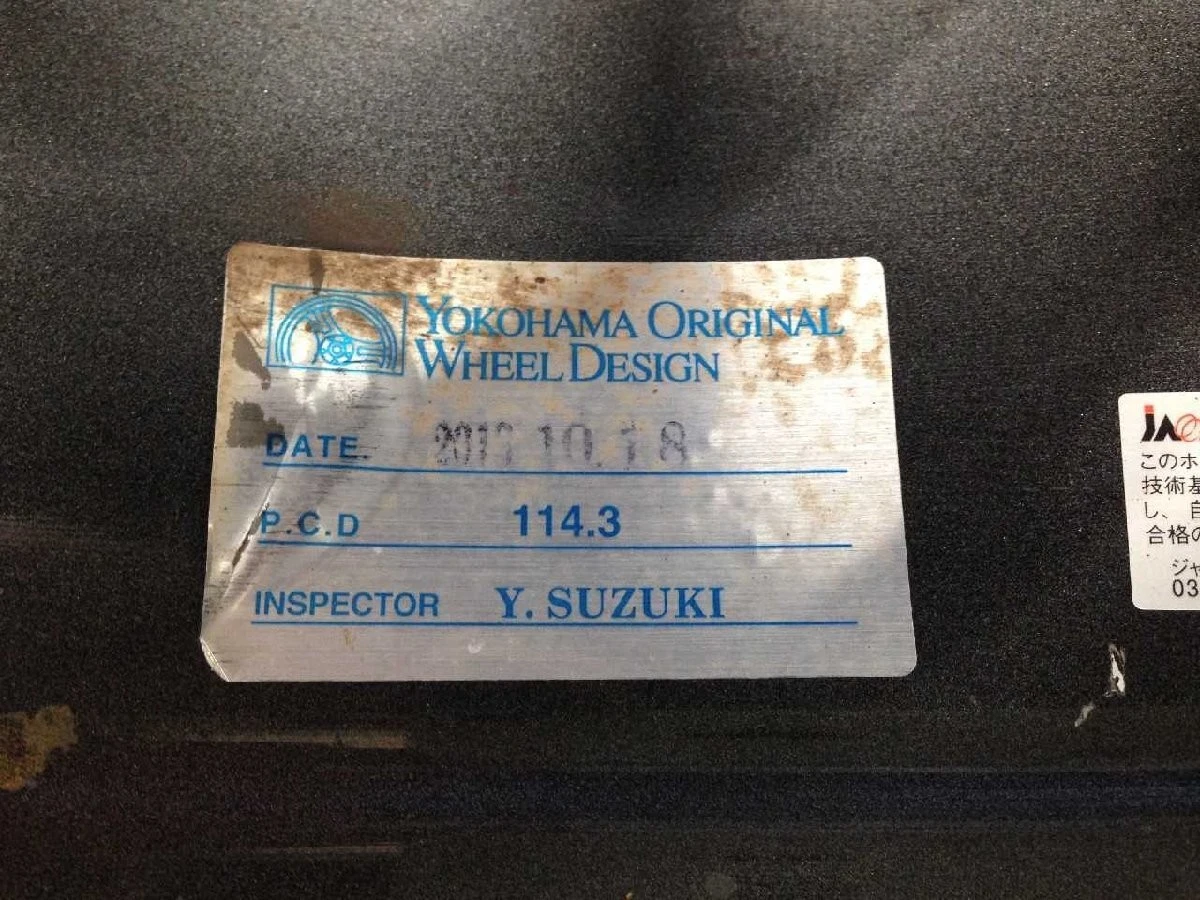 YOKOHAMA ORIGINAL
WHEEL DESIGN
DATE 10.18
P.C.D 114.3
INSPECTOR Y. SUZUKI
このホ
技術基
し、自
合格の
ジャ
03